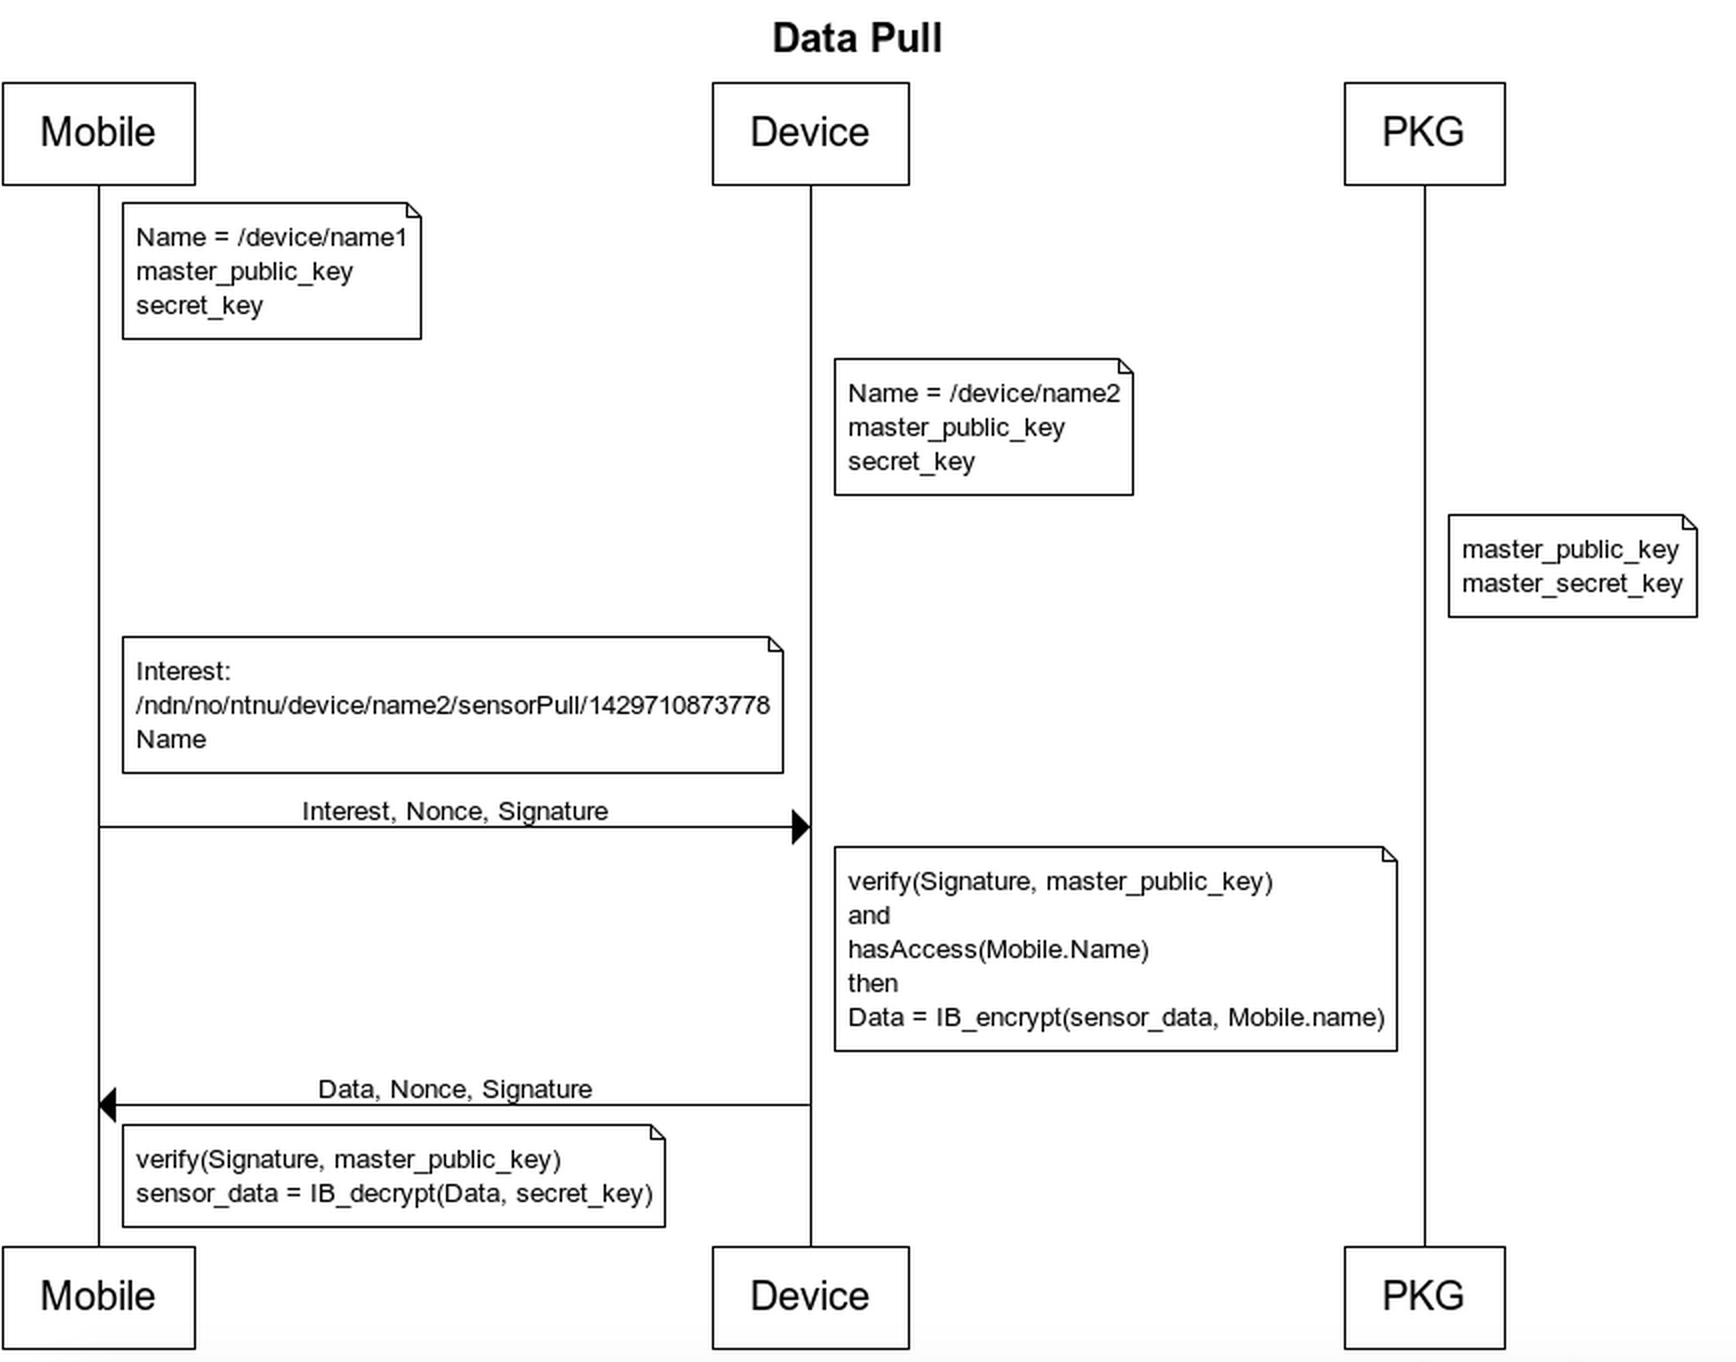 Data Pull
Mobile
Device
PKG
Name = /device/name1
master_public_key
secret_key
Name = /device/name2
master_public_key
secret_key
master_public_key
master_secret_key
Interest:
/ndn/no/ntnu/device/name2/sensorPull/1429710873778
Name
Interest, Nonce, Signature
verify(Signature, master_public_key)
and
hasAccess(Mobile.Name)
then
Data = IB_encrypt(sensor_data, Mobile.name)
Data, Nonce, Signature
verify(Signature, master_public_key)
sensor_data = IB_decrypt(Data, secret_key)
Mobile
Device
PKG